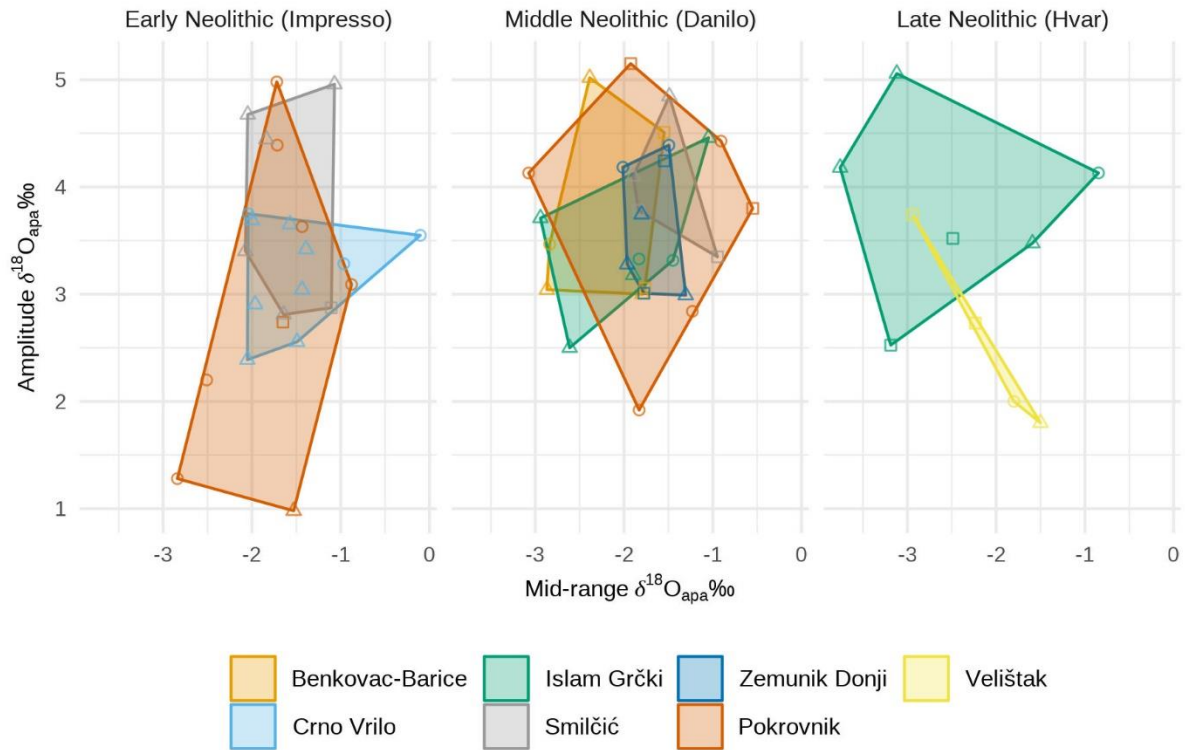 Early Neolithic (Impresso) Middle Neolithic (Danilo) Late Neolithic (Hvar)
5
4
3
2
1
Amplitude δ¹⁸Oₐₚₐ‰
-3 -2 -1 0 -3 -2 -1 0 -3 -2 -1 0
Mid-range δ¹⁸Oₐₚₐ‰
Benkovac-Barice Islam Grčki Zemunik Donji Velištak
Crno Vrilo Smilčić Pokrovnik